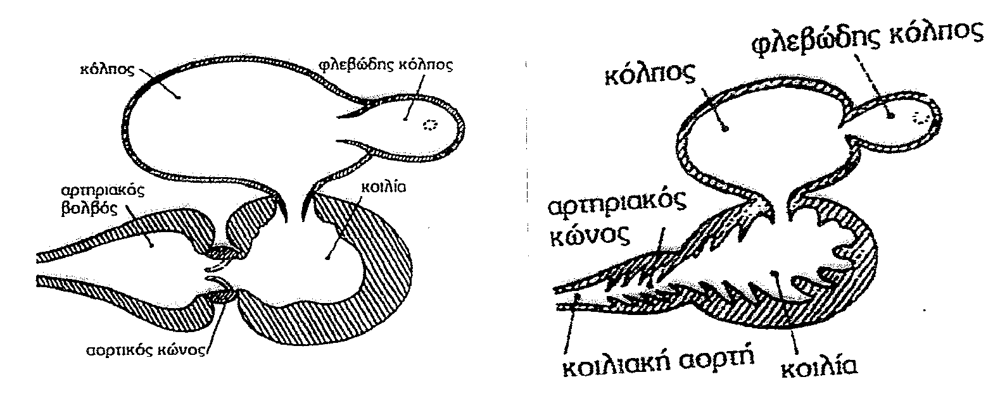 κόλπος
φλεβώδης κόλπος
αρτηριακός
βολβός
κοιλία
αορτικός κώνος
φλεβώδης κόλπος
κόλπος
αρτηριακός
κώνος
κοιλιακή αορτή
κοιλία